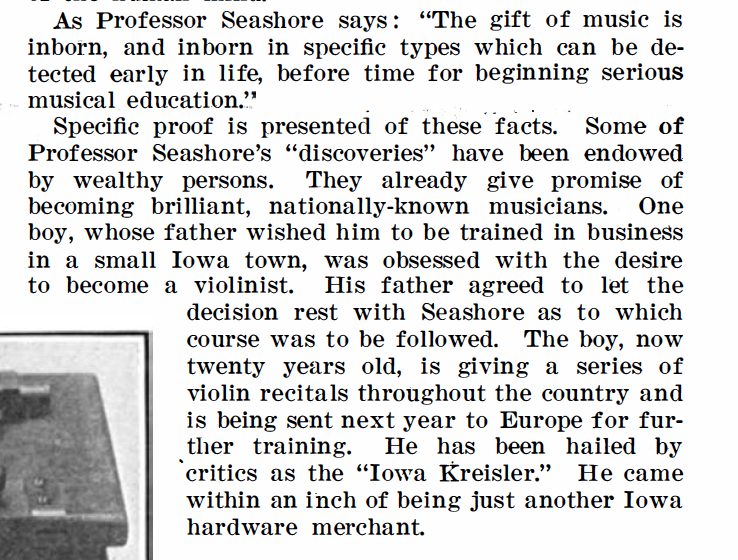 As Professor Seashore says: "The gift of music is
inborn, and inborn in specific types which can be de-
tected early in life, before time for beginning serious
musical education."
Specific proof is presented of these facts. Some of
Professor Seashore's "discoveries" have been endowed
by wealthy persons. They already give promise of
becoming brilliant, nationally-known musicians. One
boy, whose father wished him to be trained in business
in a small Iowa town, was obsessed with the desire
to become a violinist. His father agreed to let the
decision rest with Seashore as to which
course was to be followed. The boy, now
twenty years old, is giving a series of
violin recitals throughout the country and
is being sent next year to Europe for fur-
ther training. He has been hailed by
critics as the "Iowa Kreisler." He came
within an inch of being just another Iowa
hardware merchant.